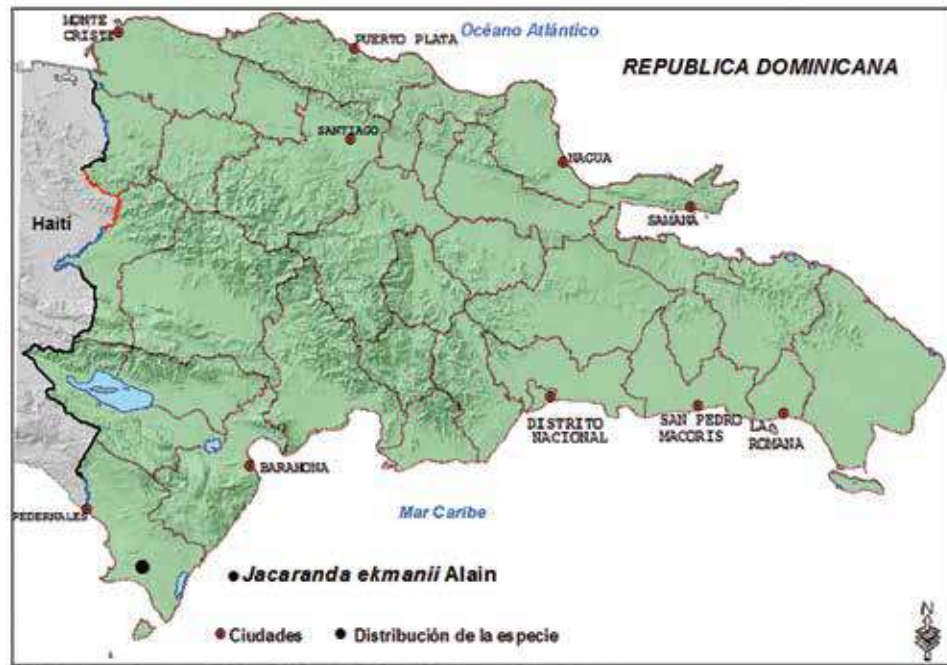 MONTE
CRISTE
PUERTO PLATA
Océano Atlántico
REPUBLICA DOMINICANA
SANTIAGO
NAGUA
SAMANA
Haití
DISTRITO
NACIONAL
SAN PEDRO
MACORIS
LA
ROMANA
BARAHONA
PEDERNALES
Mar Caribe
Jacaranda ekmanii Alain
Ciudades
Distribución de la especie
N